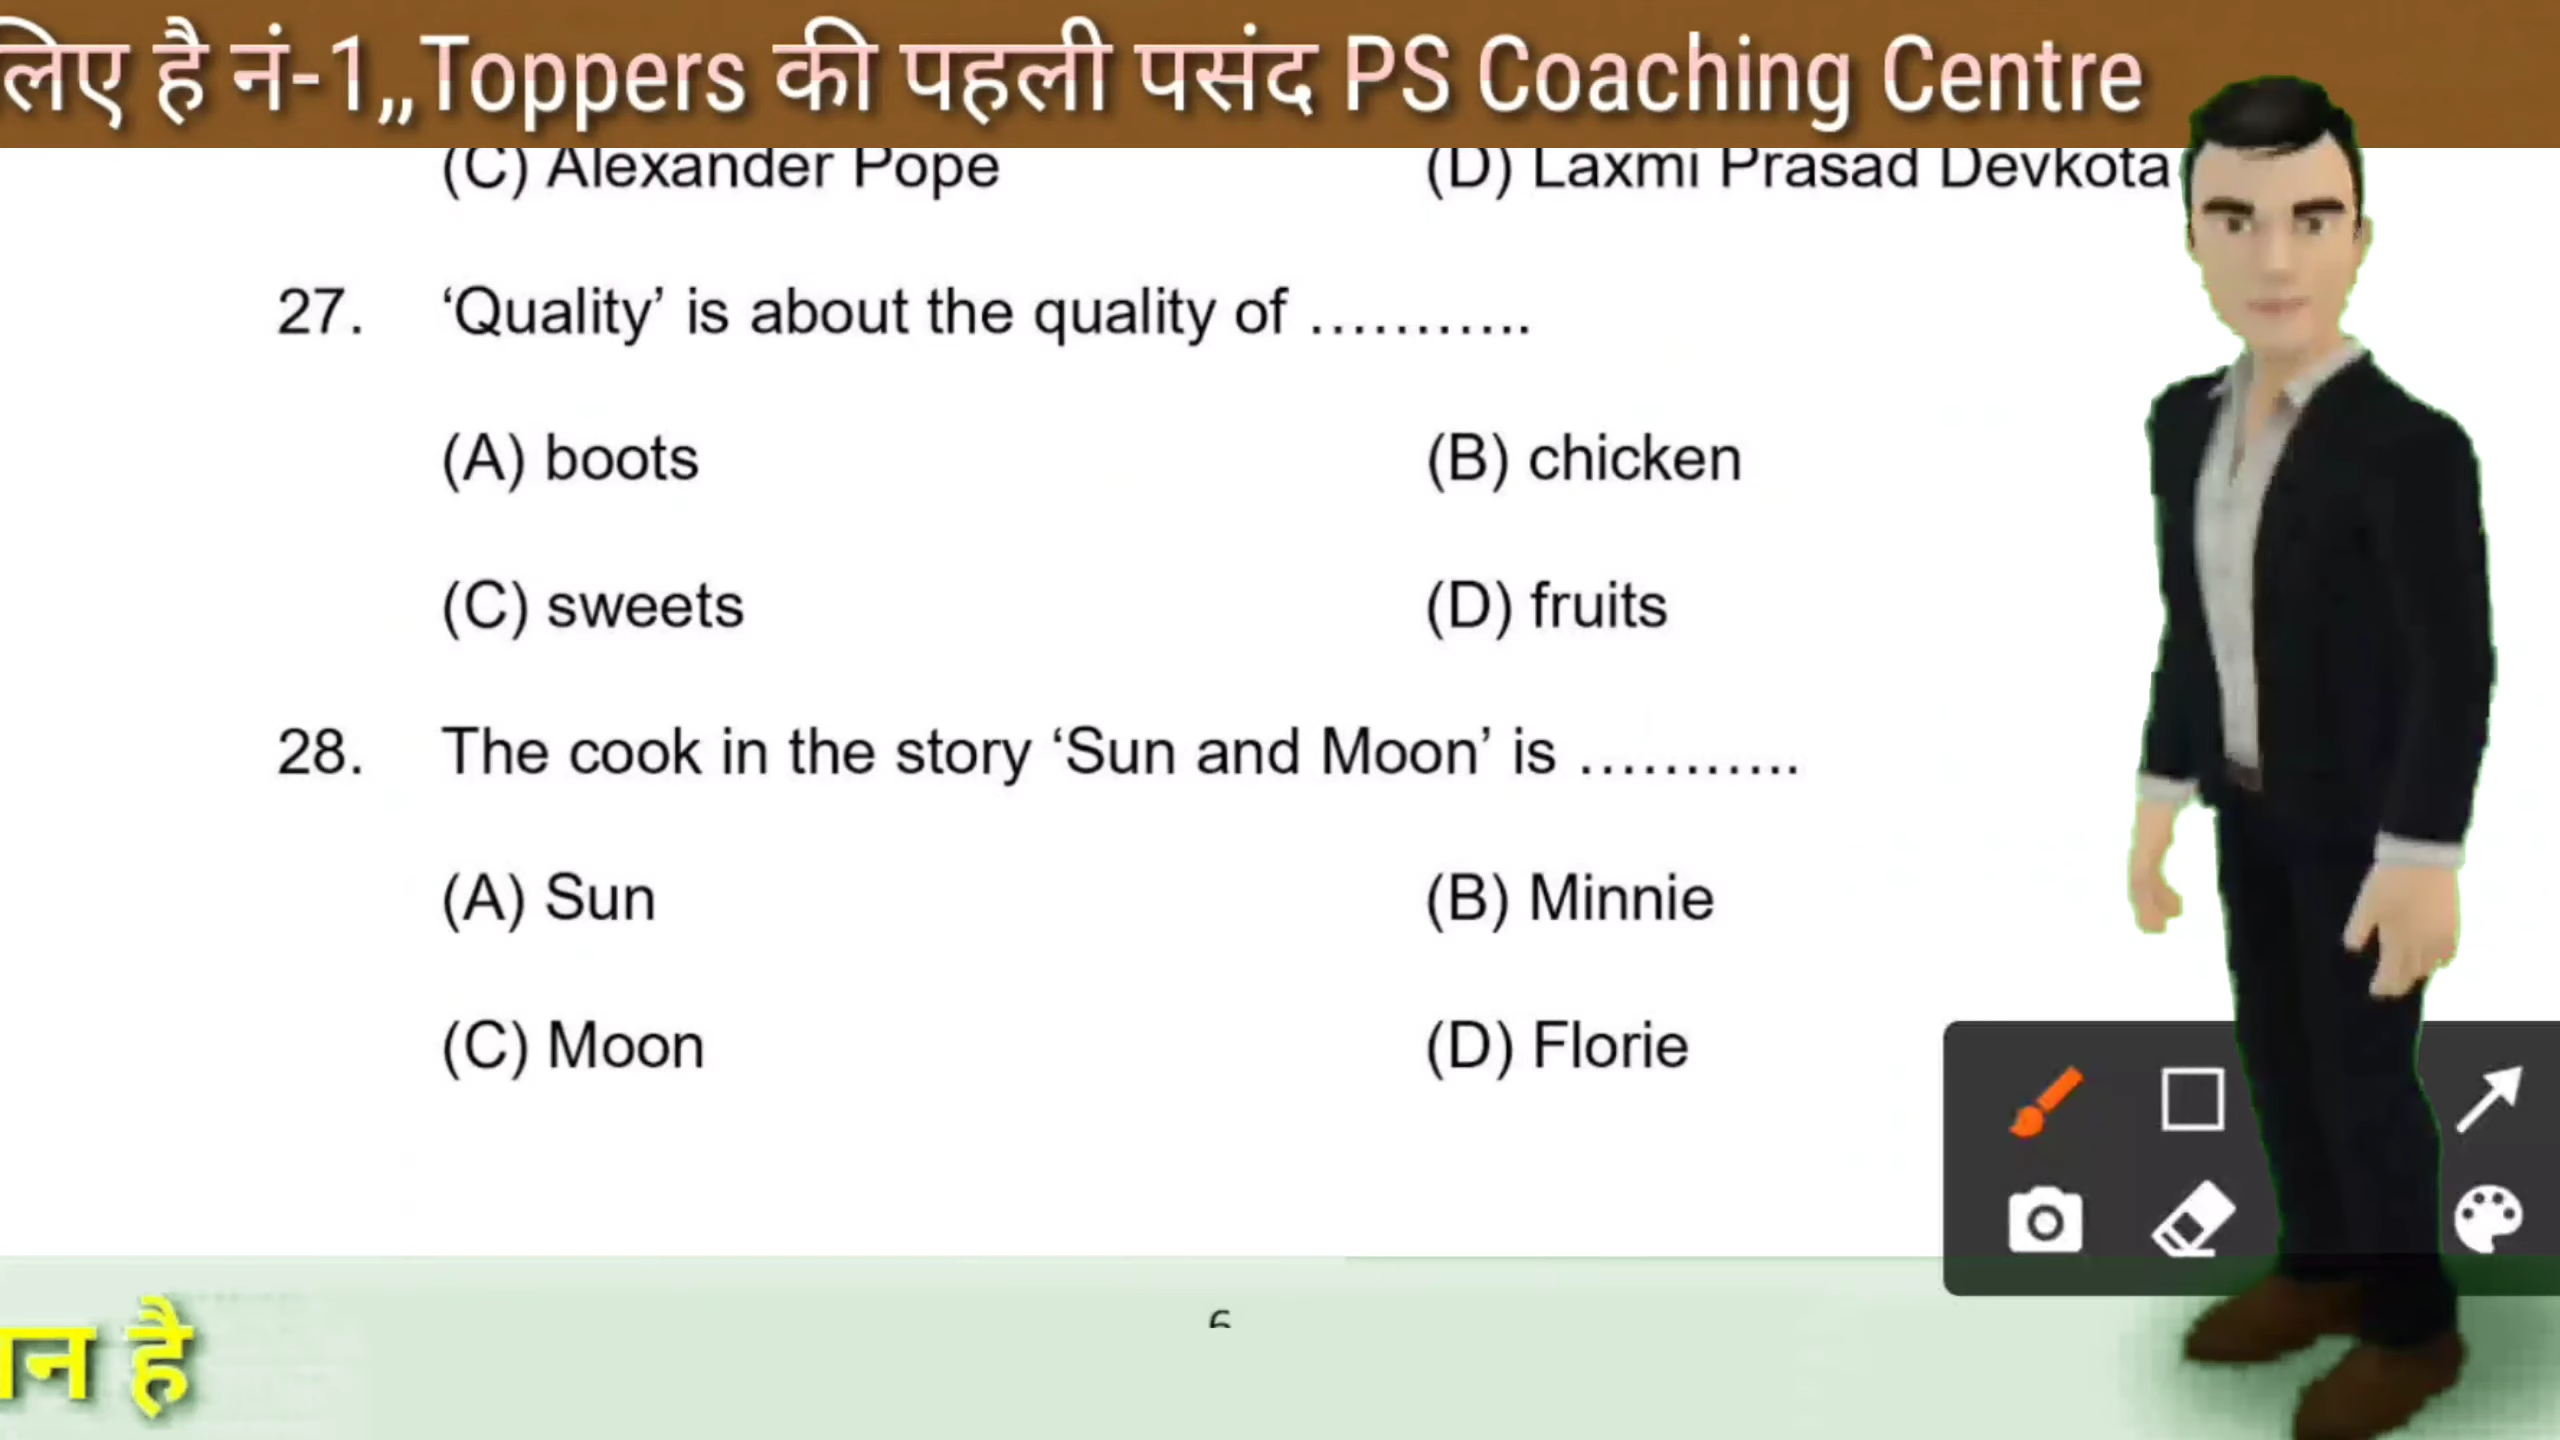 लिए है नं-1,,Toppers की पहली पसंद PS Coaching Centre
(C) Alexander Pope (D) Laxmi Prasad Devkota
27. ‘Quality’ is about the quality of ...........
(A) boots (B) chicken
(C) sweets (D) fruits
28. The cook in the story ‘Sun and Moon’ is ...........
(A) Sun (B) Minnie
(C) Moon (D) Florie
6
है